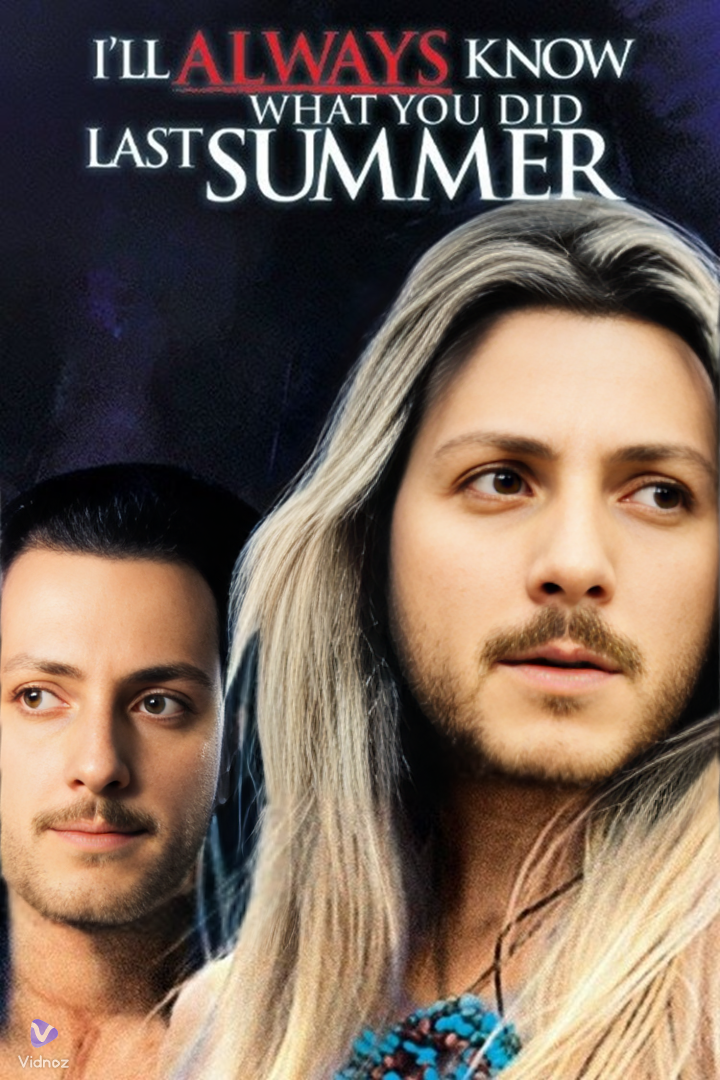 I'LL ALWAYS KNOW
WHAT YOU DID
LAST SUMMER
Vidnoz